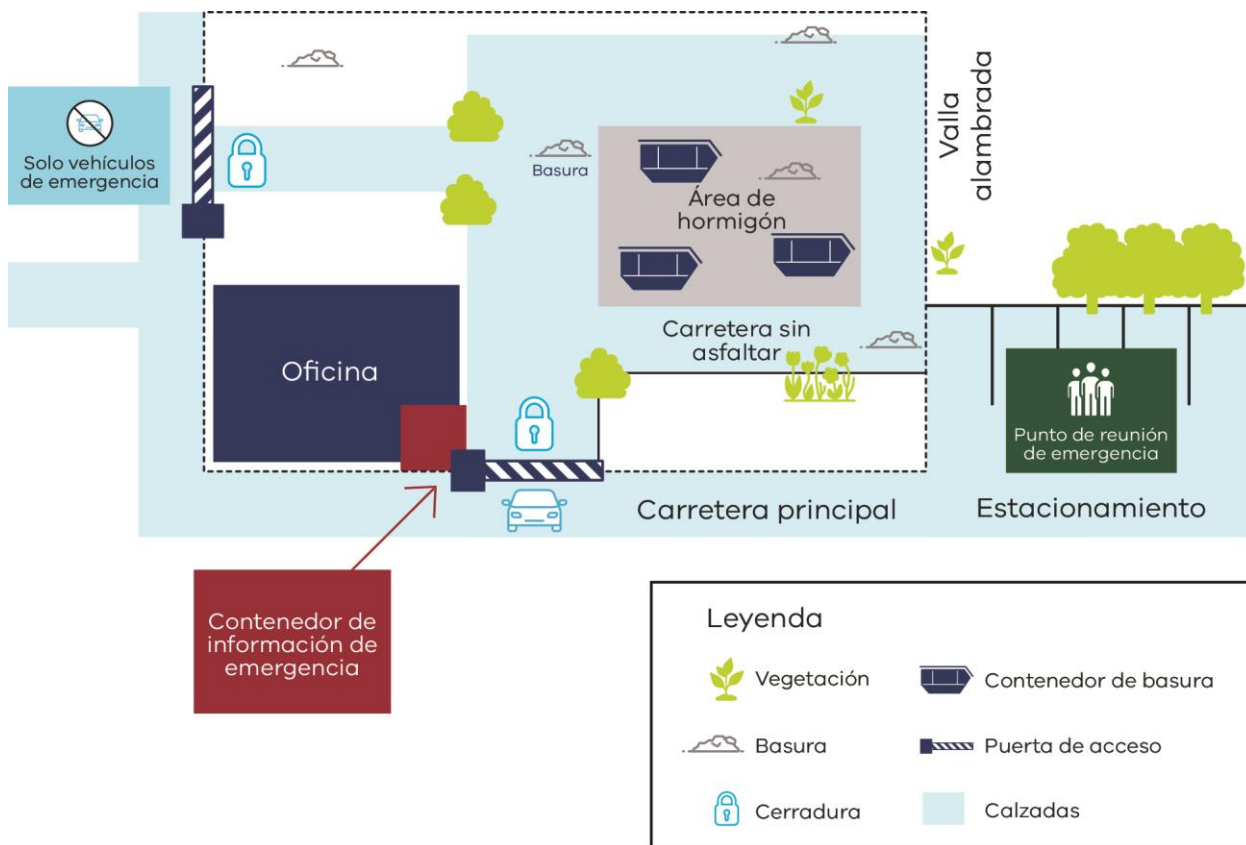 Solo vehículos
de emergencia
Basura
Área de
hormigón
Valla
alambrada
Carretera sin
asfaltar
Oficina
Punto de reunión
de emergencia
Carretera principal
Estacionamiento
Contenedor de
información de
emergencia
Leyenda
Vegetación
Contenedor de basura
Basura
Puerta de acceso
Cerradura
Calzadas